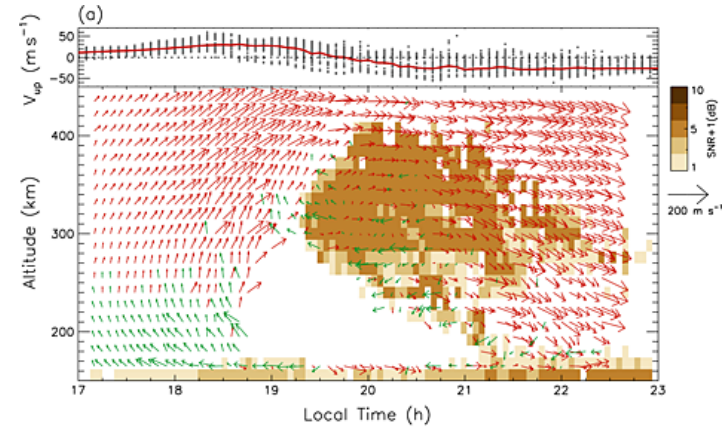 (a)
50
0
-50
V_up (m s⁻¹)
400
300
200
Altitude (km)
17 18 19 20 21 22 23
Local Time (h)
10
5
1
SNR+1(dB)
200 m s⁻¹